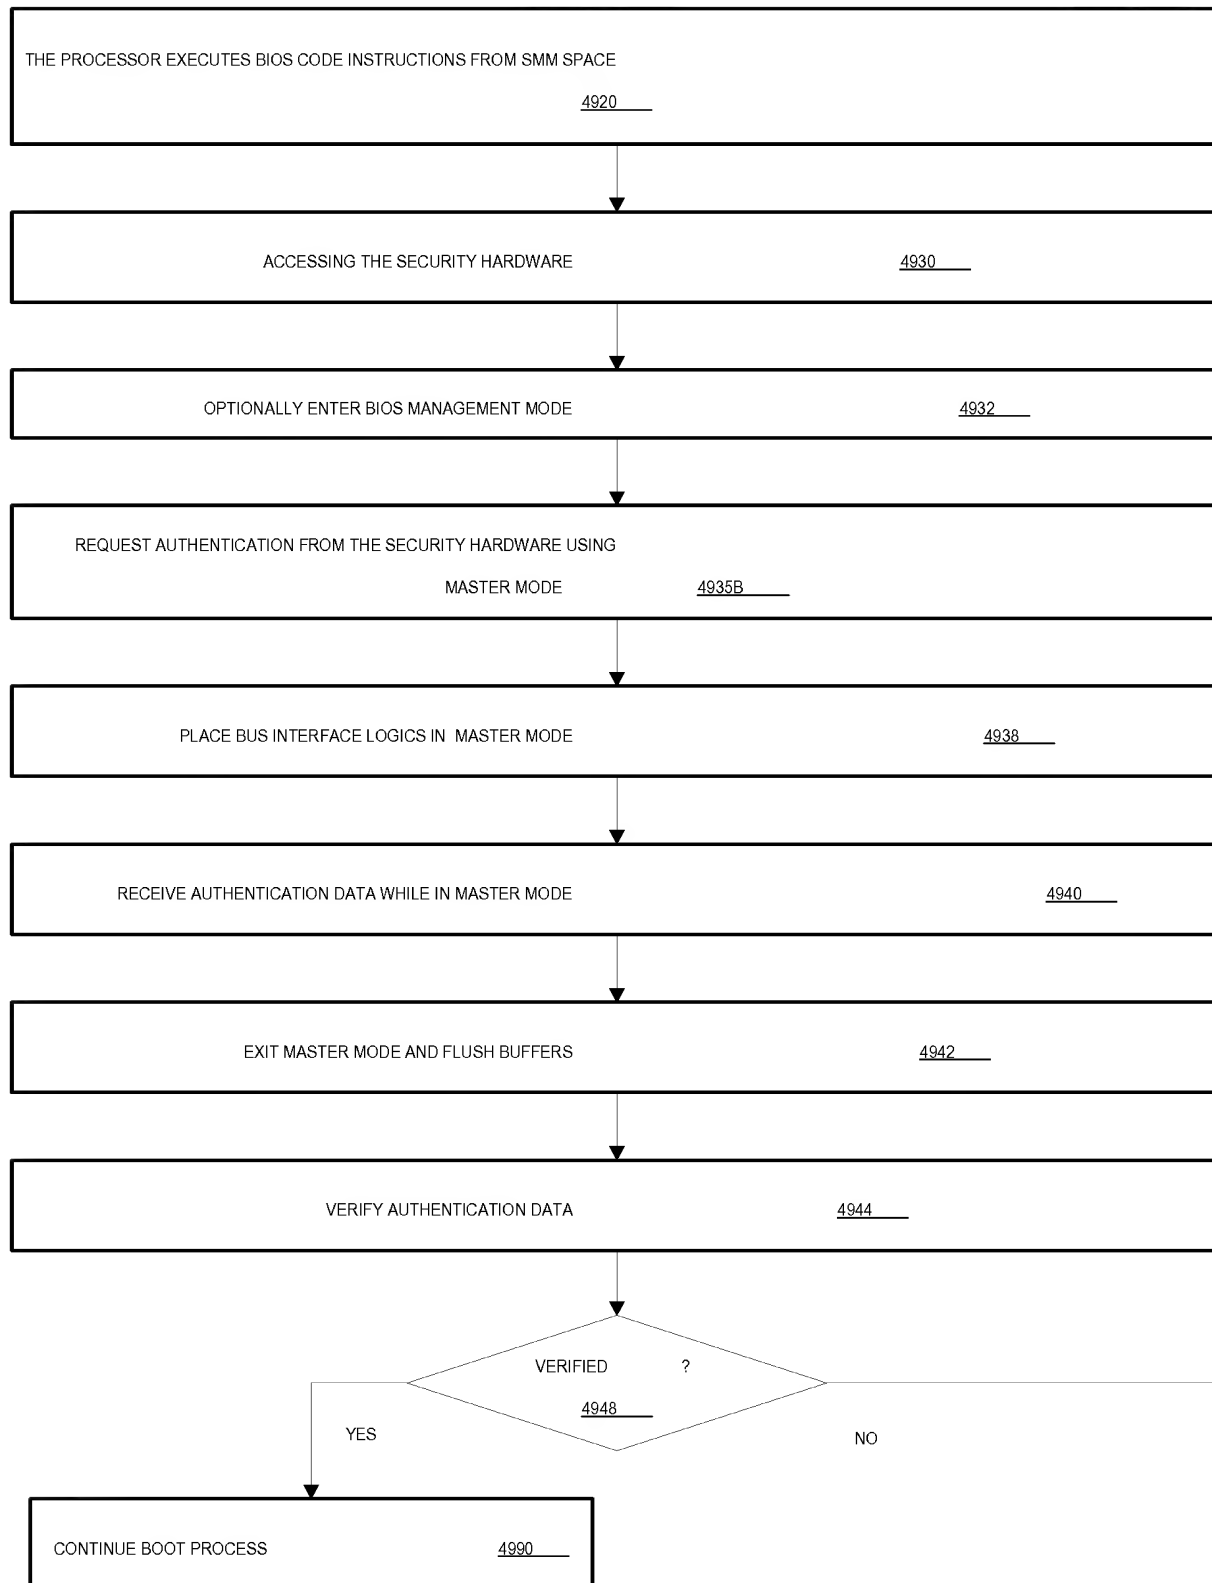 THE PROCESSOR EXECUTES BIOS CODE INSTRUCTIONS FROM SMM SPACE
4920
ACCESSING THE SECURITY HARDWARE 4930
OPTIONALLY ENTER BIOS MANAGEMENT MODE 4932
REQUEST AUTHENTICATION FROM THE SECURITY HARDWARE USING
MASTER MODE 4935B
PLACE BUS INTERFACE LOGICS IN MASTER MODE 4938
RECEIVE AUTHENTICATION DATA WHILE IN MASTER MODE 4940
EXIT MASTER MODE AND FLUSH BUFFERS 4942
VERIFY AUTHENTICATION DATA 4944
VERIFIED ?
4948
YES
NO
CONTINUE BOOT PROCESS 4990